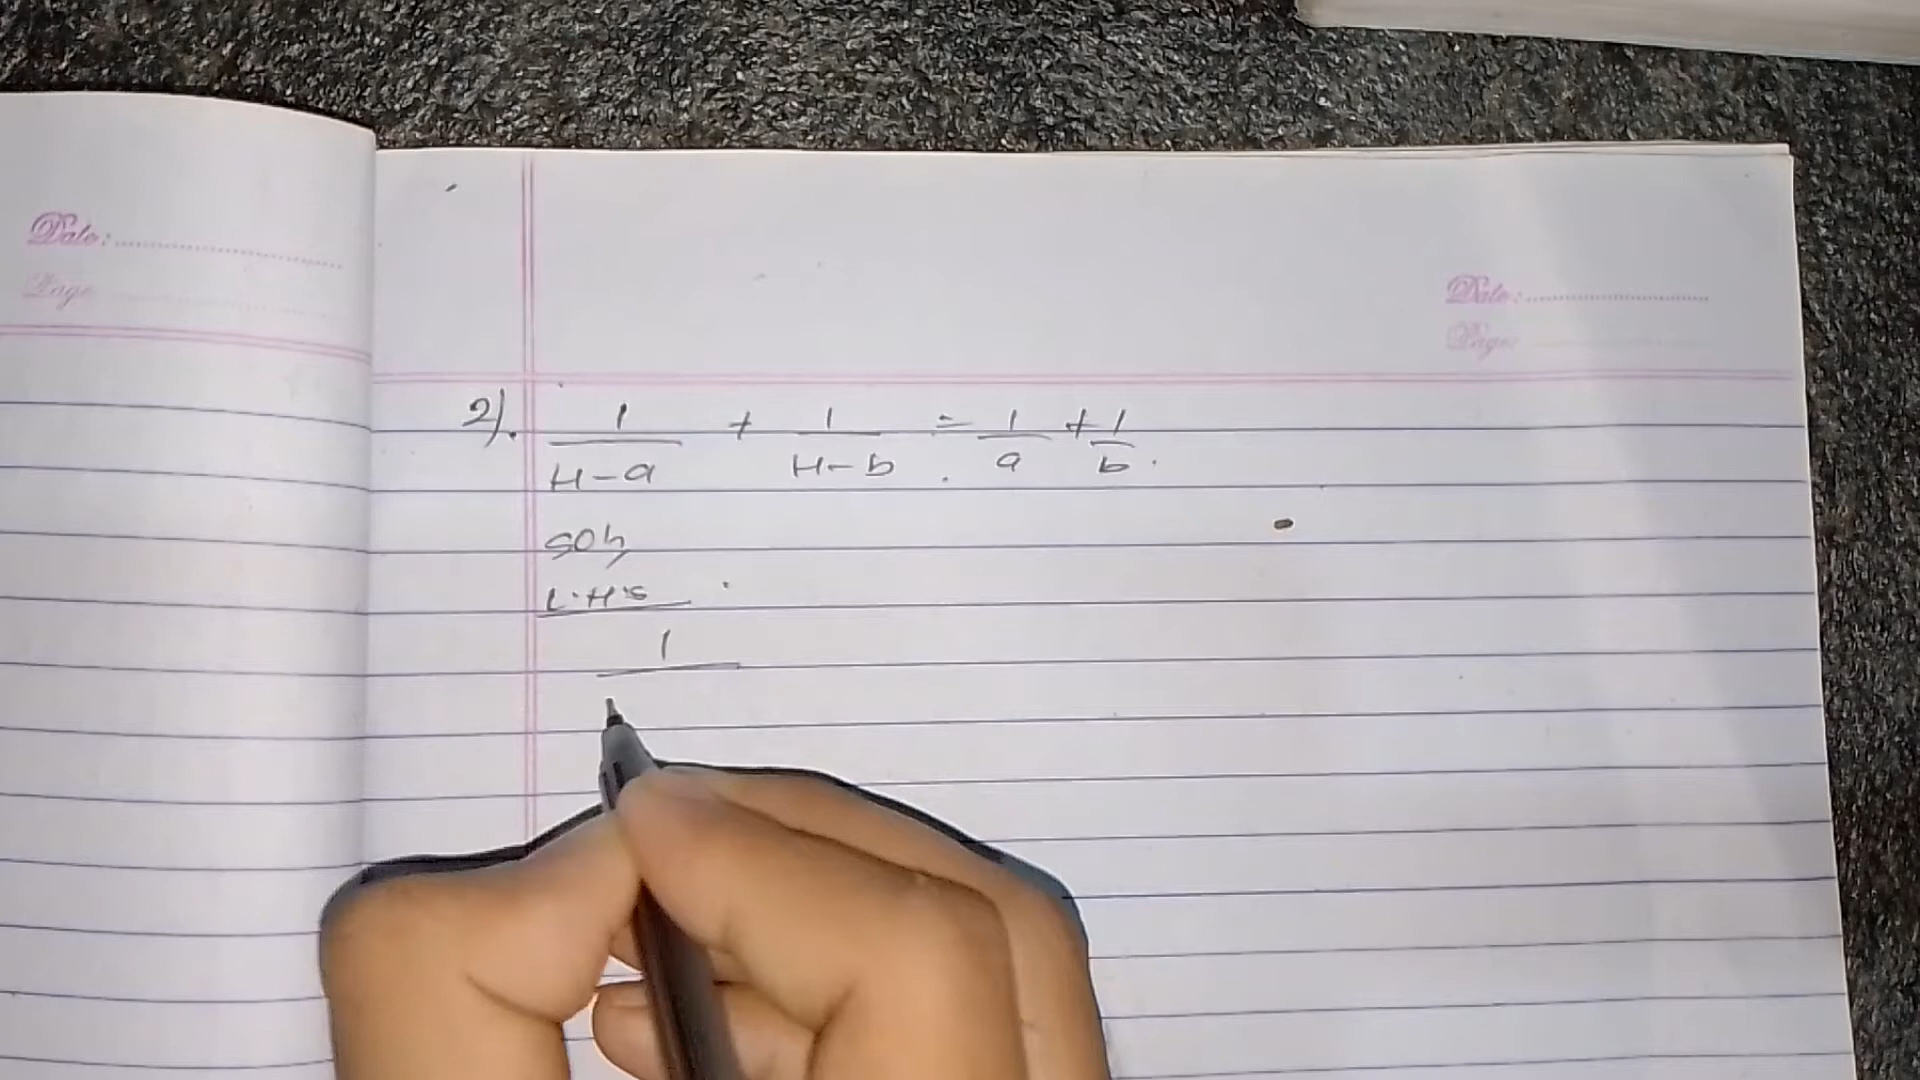 Date:
Page
Date:
Page:
2). 1/(H-a) + 1/(H-b) = 1/a + 1/b.
Soln
L.H.S
1